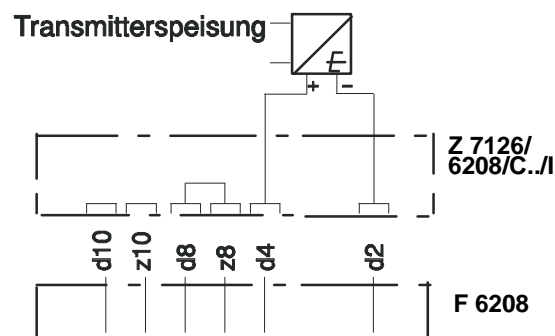 Transmitterspeisung
E
+ -
Z 7126/
6208/C../I
d10 z10 d8 z8 d4 d2
F 6208